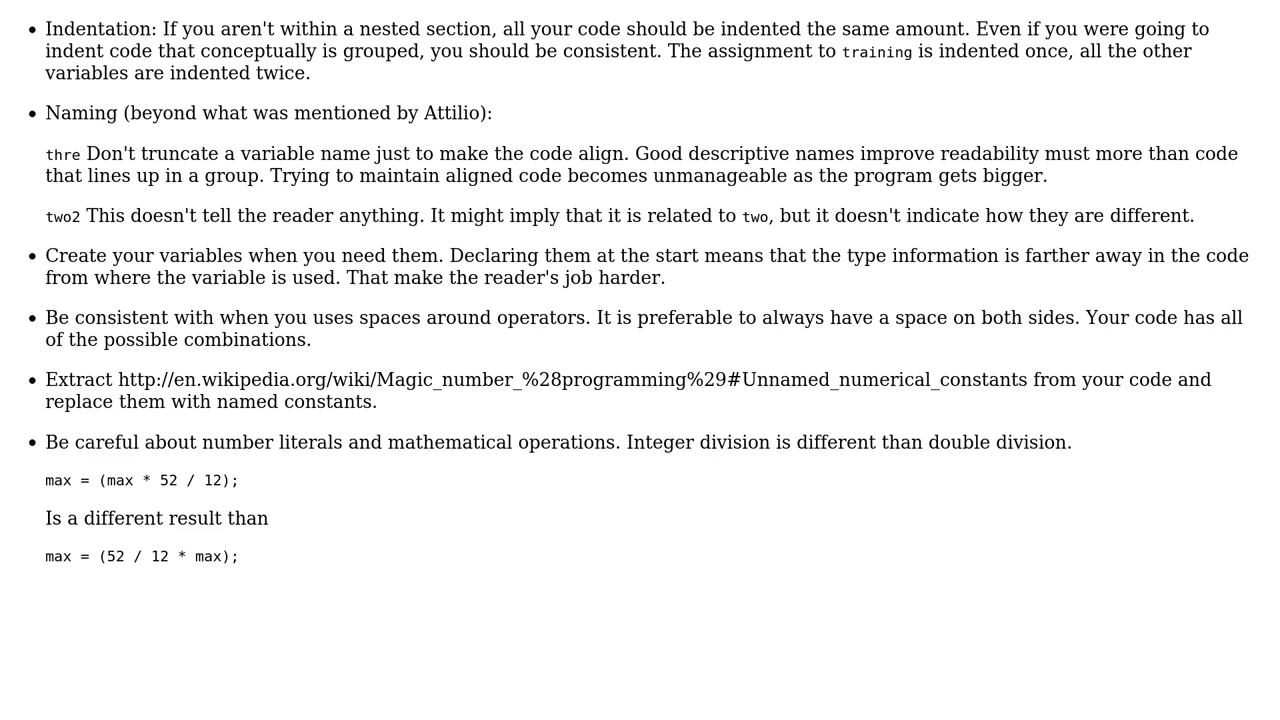 • Indentation: If you aren't within a nested section, all your code should be indented the same amount. Even if you were going to
indent code that conceptually is grouped, you should be consistent. The assignment to training is indented once, all the other
variables are indented twice.
• Naming (beyond what was mentioned by Attilio):
thre Don't truncate a variable name just to make the code align. Good descriptive names improve readability must more than code
that lines up in a group. Trying to maintain aligned code becomes unmanageable as the program gets bigger.
two2 This doesn't tell the reader anything. It might imply that it is related to two, but it doesn't indicate how they are different.
• Create your variables when you need them. Declaring them at the start means that the type information is farther away in the code
from where the variable is used. That make the reader's job harder.
• Be consistent with when you uses spaces around operators. It is preferable to always have a space on both sides. Your code has all
of the possible combinations.
• Extract http://en.wikipedia.org/wiki/Magic_number_%28programming%29#Unnamed_numerical_constants from your code and
replace them with named constants.
• Be careful about number literals and mathematical operations. Integer division is different than double division.
max = (max * 52 / 12);
Is a different result than
max = (52 / 12 * max);